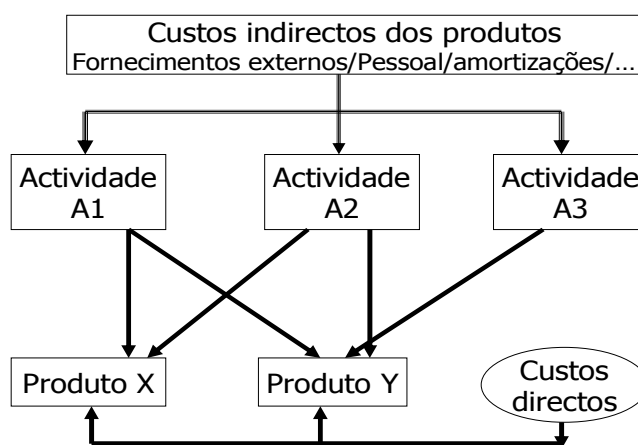 Custos indirectos dos produtos
Fornecimentos externos/Pessoal/amortizações/...
Actividade
A1
Actividade
A2
Actividade
A3
Produto X
Produto Y
Custos
directos